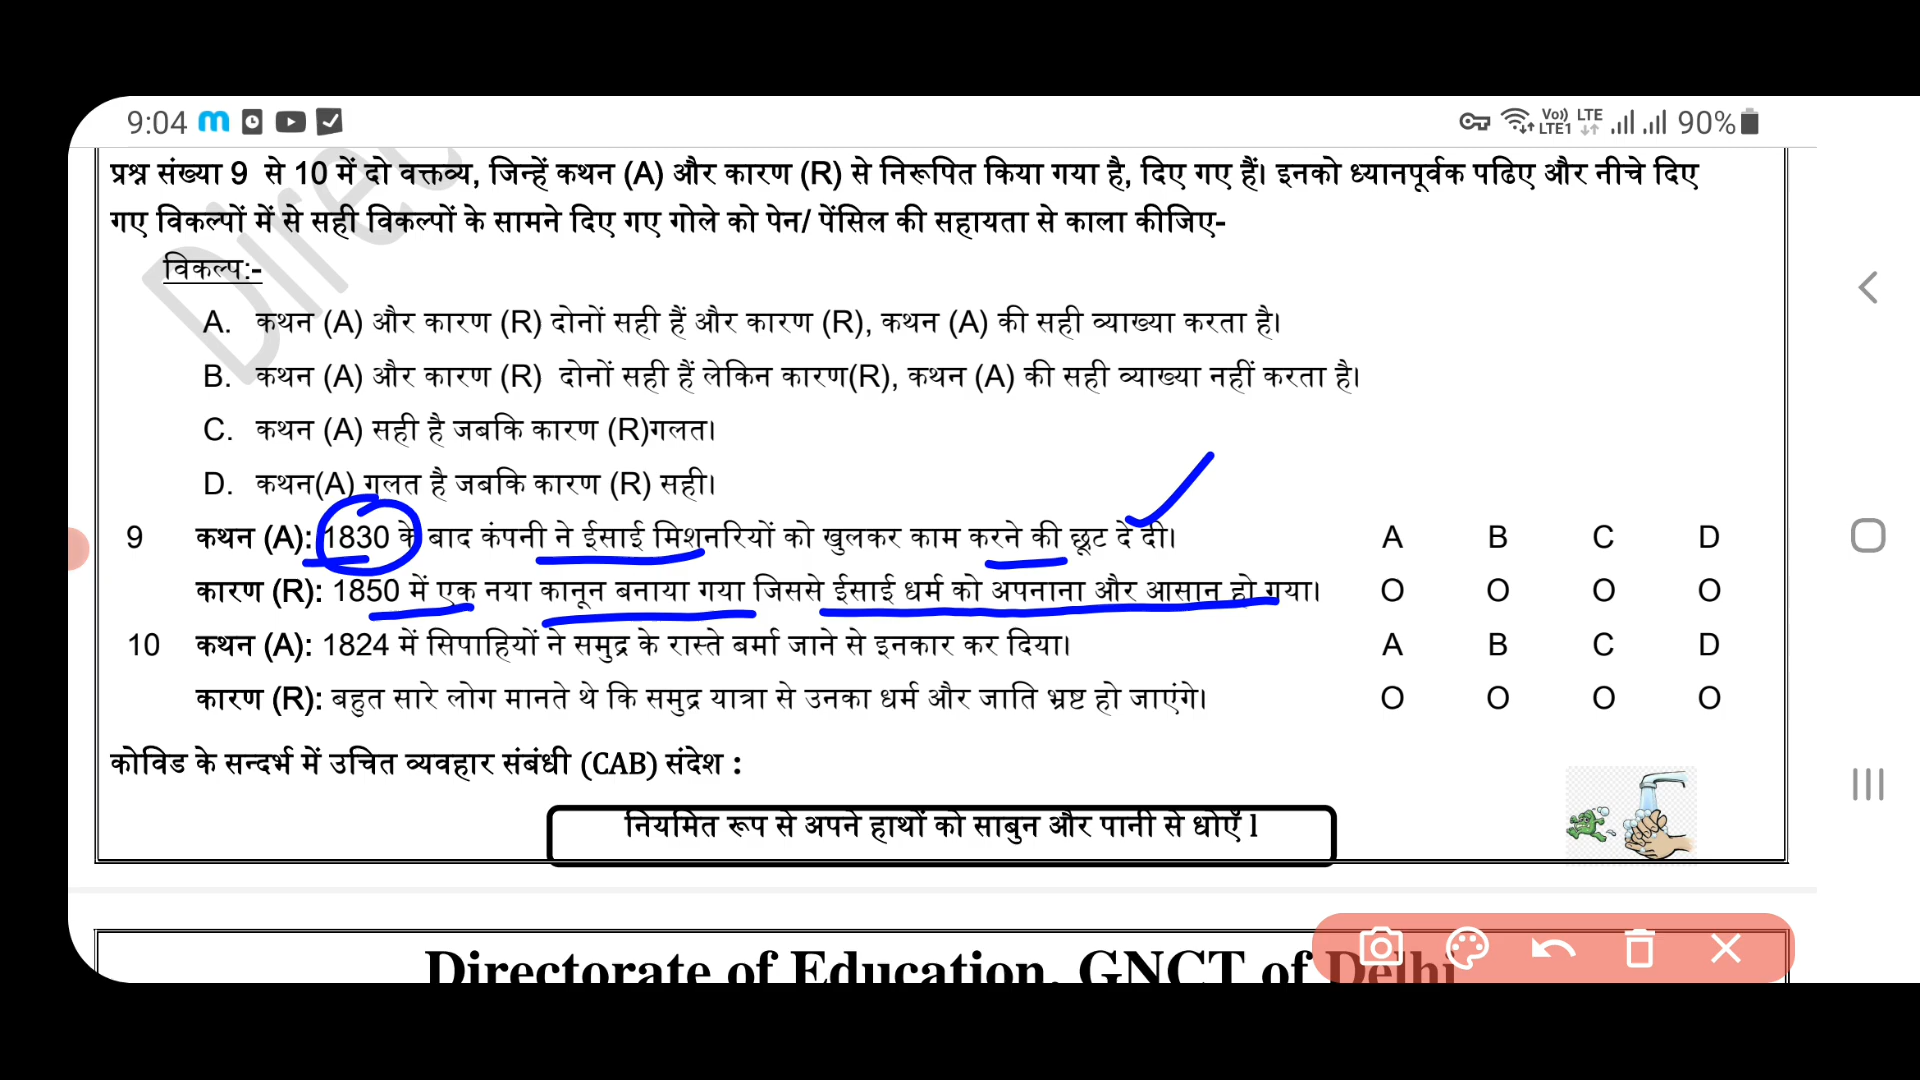 9:04 Vo)) LTE1 LTE 90%
प्रश्न संख्या 9 से 10 में दो वक्तव्य, जिन्हें कथन (A) और कारण (R) से निरूपित किया गया है, दिए गए हैं। इनको ध्यानपूर्वक पढिए और नीचे दिए
गए विकल्पों में से सही विकल्पों के सामने दिए गए गोले को पेन/ पेंसिल की सहायता से काला कीजिए-
विकल्प:-
A. कथन (A) और कारण (R) दोनों सही हैं और कारण (R), कथन (A) की सही व्याख्या करता है।
B. कथन (A) और कारण (R) दोनों सही हैं लेकिन कारण(R), कथन (A) की सही व्याख्या नहीं करता है।
C. कथन (A) सही है जबकि कारण (R)गलत।
D. कथन(A) गलत है जबकि कारण (R) सही।
9 कथन (A): 1830 के बाद कंपनी ने ईसाई मिशनरियों को खुलकर काम करने की छूट दे दी। A B C D
कारण (R): 1850 में एक नया कानून बनाया गया जिससे ईसाई धर्म को अपनाना और आसान हो गया। O O O O
10 कथन (A): 1824 में सिपाहियों ने समुद्र के रास्ते बर्मा जाने से इनकार कर दिया। A B C D
कारण (R): बहुत सारे लोग मानते थे कि समुद्र यात्रा से उनका धर्म और जाति भ्रष्ट हो जाएंगे। O O O O
कोविड के सन्दर्भ में उचित व्यवहार संबंधी (CAB) संदेश :
नियमित रूप से अपने हाथों को साबुन और पानी से धोएँ l
Directorate of Education, GNCT of Delhi